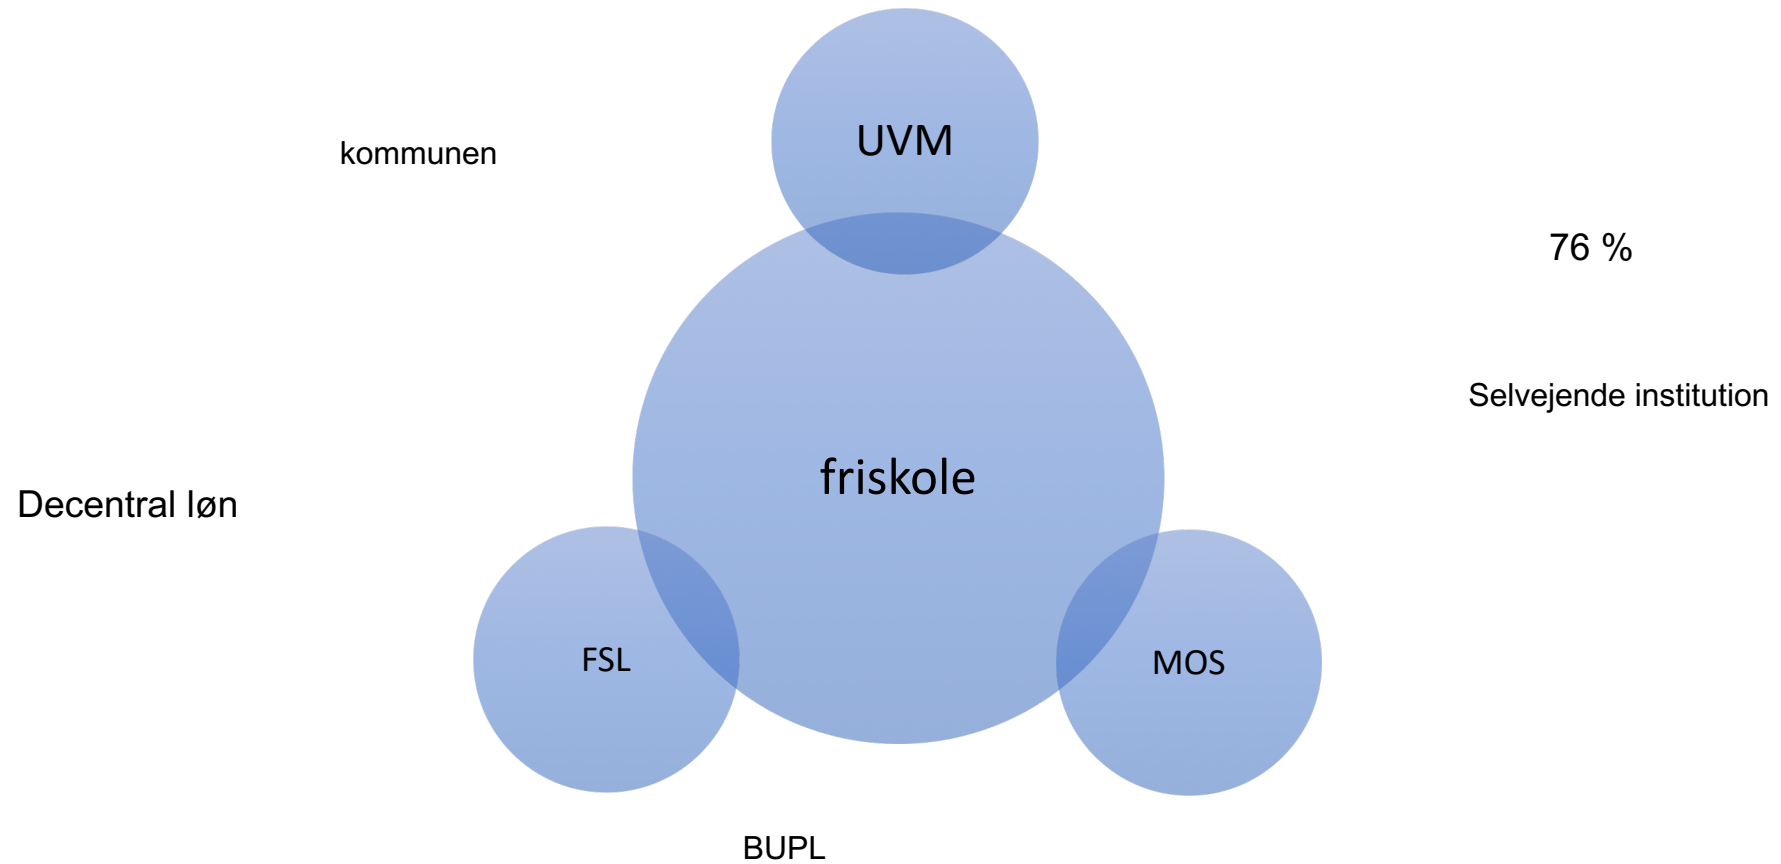 UVM
kommunen
76 %
Selvejende institution
friskole
Decentral løn
FSL
MOS
BUPL